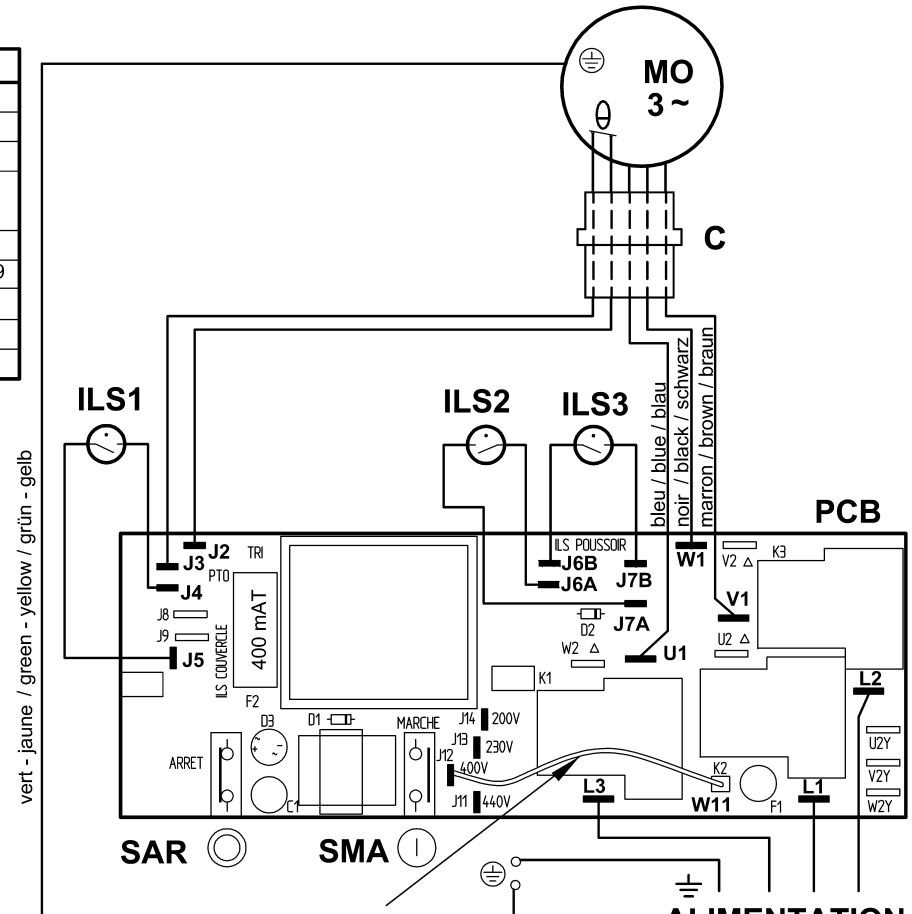 MO
3 ~
C
9
ILS1
ILS2
ILS3
bleu / blue / blau
noir / black / schwarz
marron / brown / braun
vert - jaune / green - yellow / grün - gelb
PCB
J2
TRI
J3
PTO
J4
J8
J9
J5
ILS COUVERCLE
400 mAT
F2
ILS POUSSOIR
J6B
J6A
J7B
J7A
D2
W1
V2
K3
V1
U2
W2
U1
K1
L2
D3
D1
MARCHE
J14 200V
J13 230V
J12 400V
J11 440V
ARRET
C1
L3
K2
W11
F1
L1
U2Y
V2Y
W2Y
SAR
SMA
ALIMENTATION